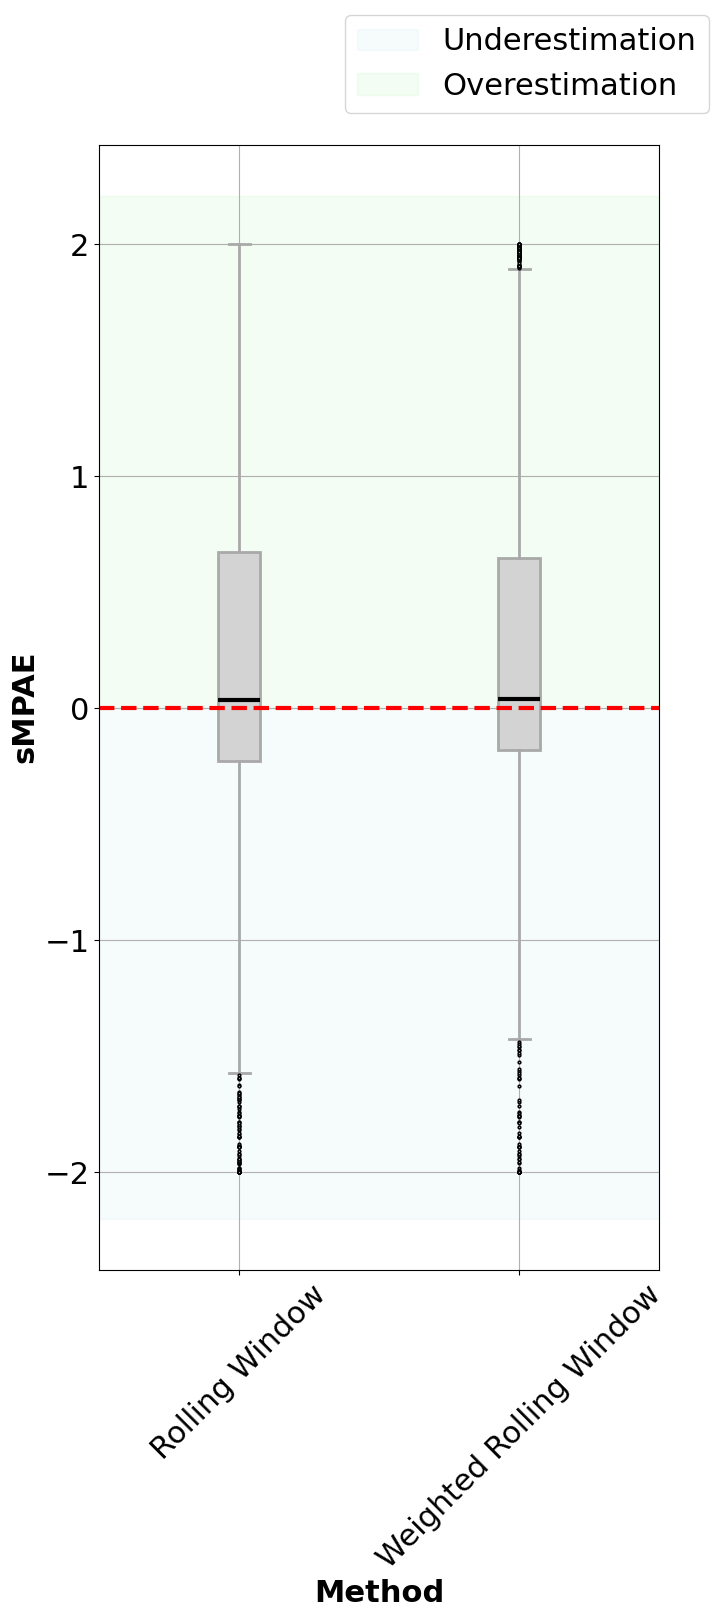 Underestimation
Overestimation
2
1
0
−1
−2
sMPAE
Rolling Window
Weighted Rolling Window
Method